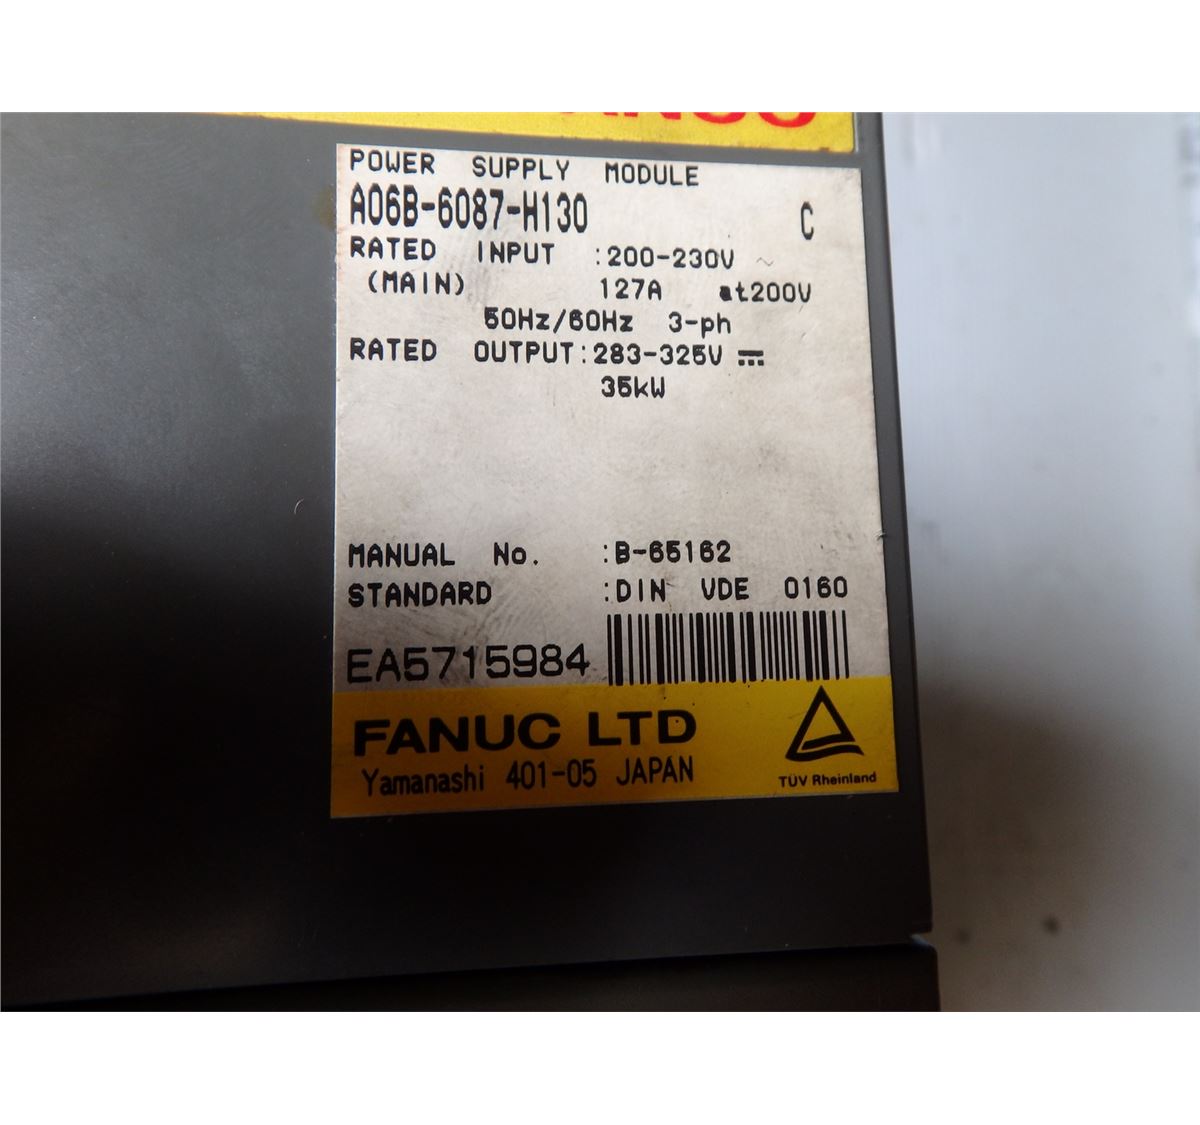 FANUC
POWER SUPPLY MODULE
A06B-6087-H130 C
RATED INPUT :200-230V ~
(MAIN) 127A at200V
50Hz/60Hz 3-ph
RATED OUTPUT:283-325V ⎓
35kW
MANUAL No. :B-65162
STANDARD :DIN VDE 0160
EA5715984
FANUC LTD
Yamanashi 401-05 JAPAN
TÜV Rheinland